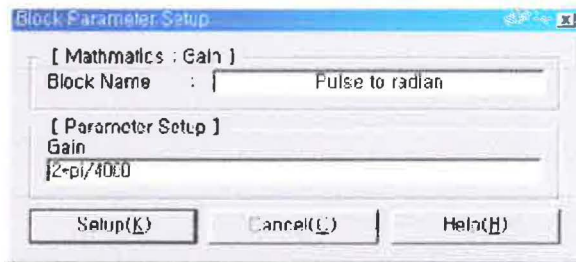 Block Parameter Setup
[ Mathmatics : Gain ]
Block Name : Pulse to radian
[ Parameter Setup ]
Gain
2*pi/4000
Setup(K) Cancel(C) Help(H)